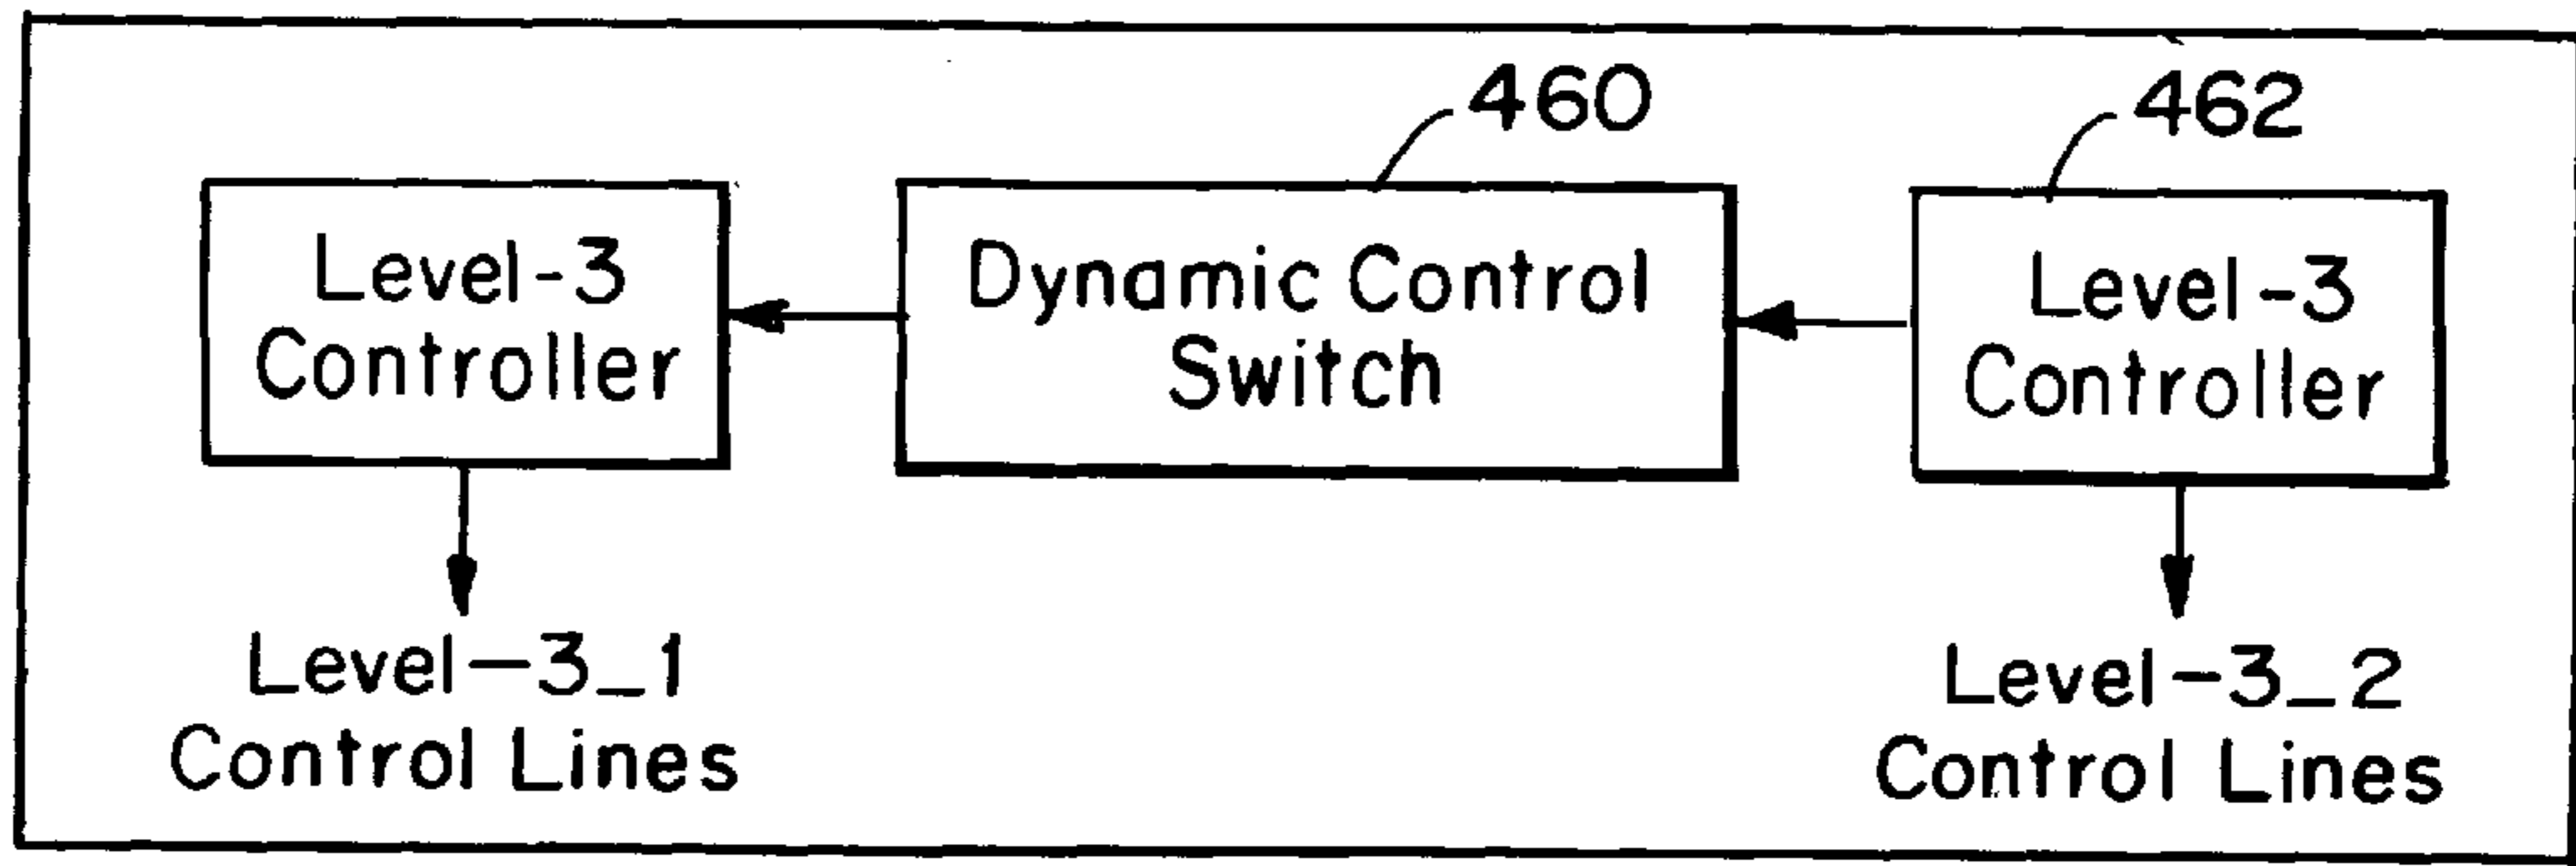 460
462
Level-3
Controller
Dynamic Control
Switch
Level-3
Controller
Level-3_1
Control Lines
Level-3_2
Control Lines